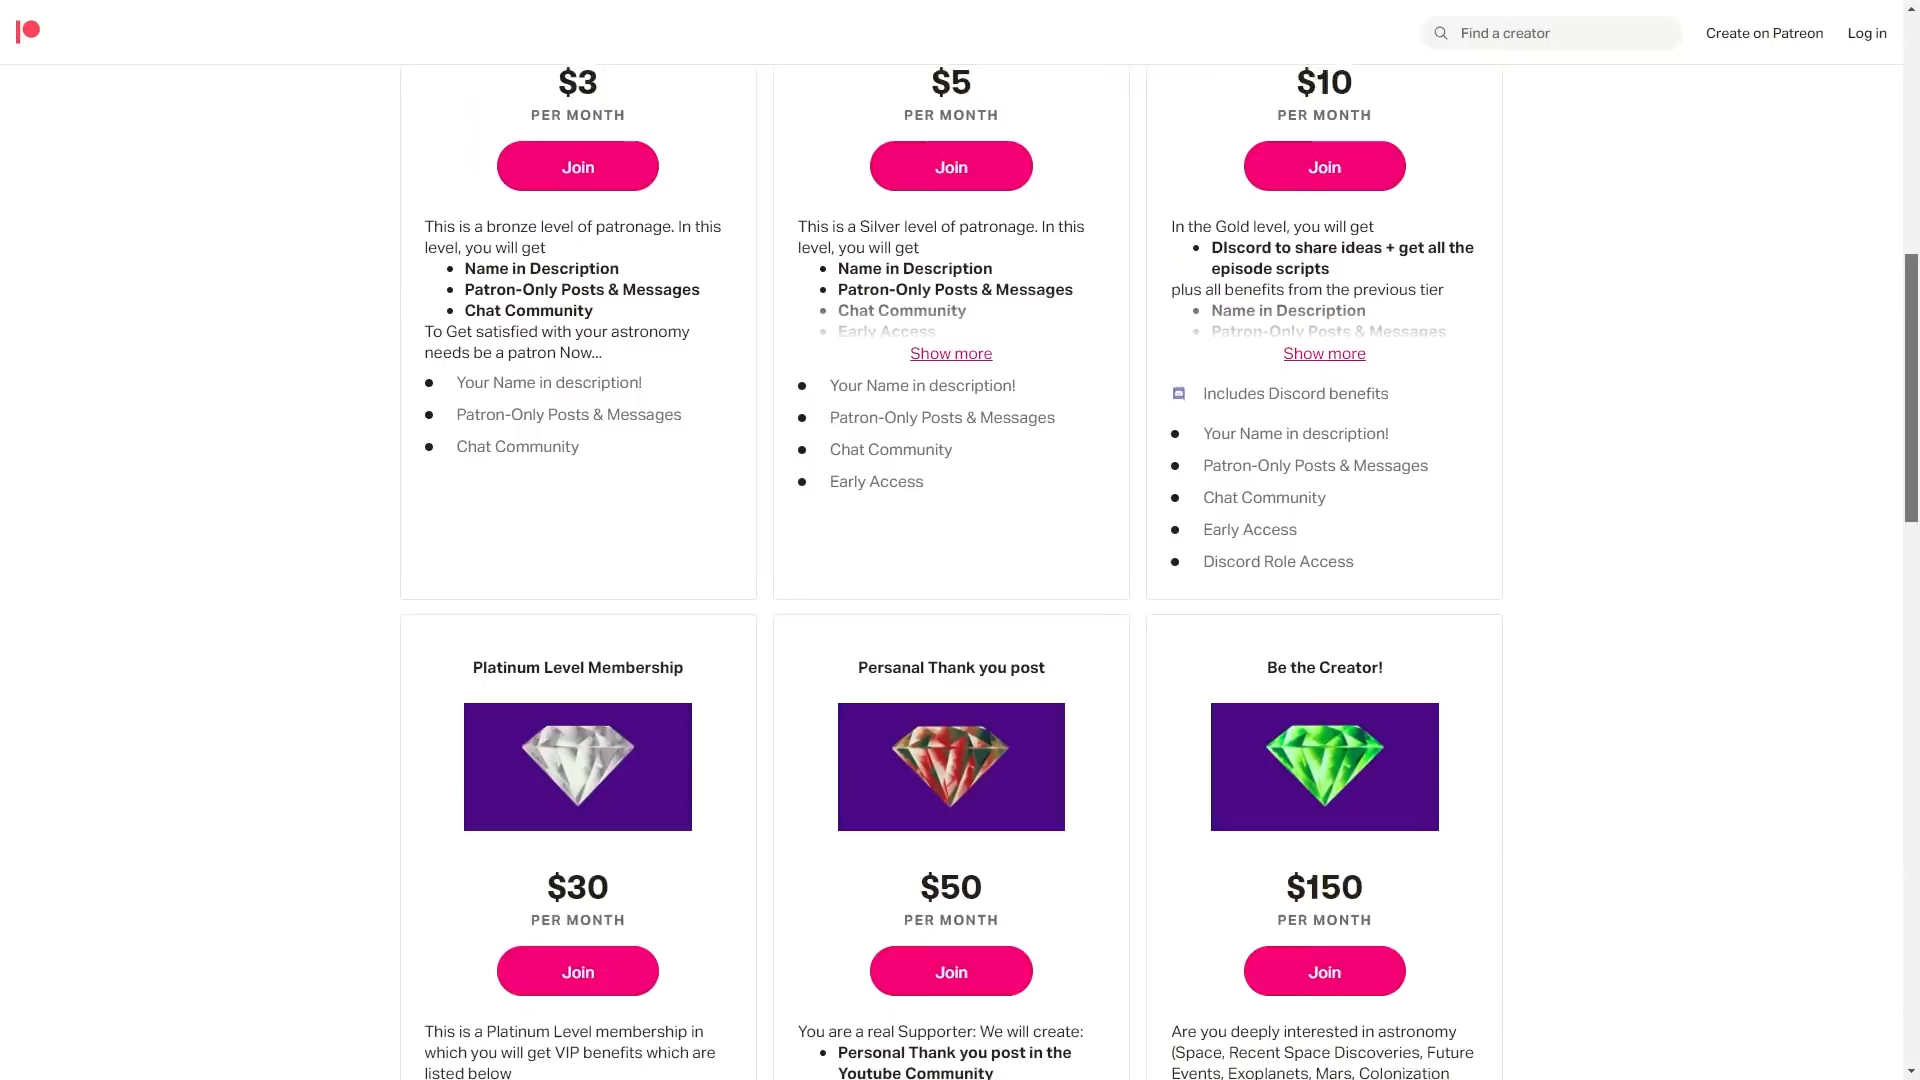 Find a creator
Create on Patreon
Log in
$3
PER MONTH
Join
This is a bronze level of patronage. In this
level, you will get
Name in Description
Patron-Only Posts & Messages
Chat Community
To Get satisfied with your astronomy
needs be a patron Now...
Your Name in description!
Patron-Only Posts & Messages
Chat Community
$5
PER MONTH
Join
This is a Silver level of patronage. In this
level, you will get
Name in Description
Patron-Only Posts & Messages
Chat Community
Early Access
Show more
Your Name in description!
Patron-Only Posts & Messages
Chat Community
Early Access
$10
PER MONTH
Join
In the Gold level, you will get
DIscord to share ideas + get all the
episode scripts
plus all benefits from the previous tier
Name in Description
Patron-Only Posts & Messages
Show more
Includes Discord benefits
Your Name in description!
Patron-Only Posts & Messages
Chat Community
Early Access
Discord Role Access
Platinum Level Membership
$30
PER MONTH
Join
This is a Platinum Level membership in
which you will get VIP benefits which are
listed below
Persanal Thank you post
$50
PER MONTH
Join
You are a real Supporter: We will create:
Personal Thank you post in the
Youtube Community
Be the Creator!
$150
PER MONTH
Join
Are you deeply interested in astronomy
(Space, Recent Space Discoveries, Future
Events, Exoplanets, Mars, Colonization